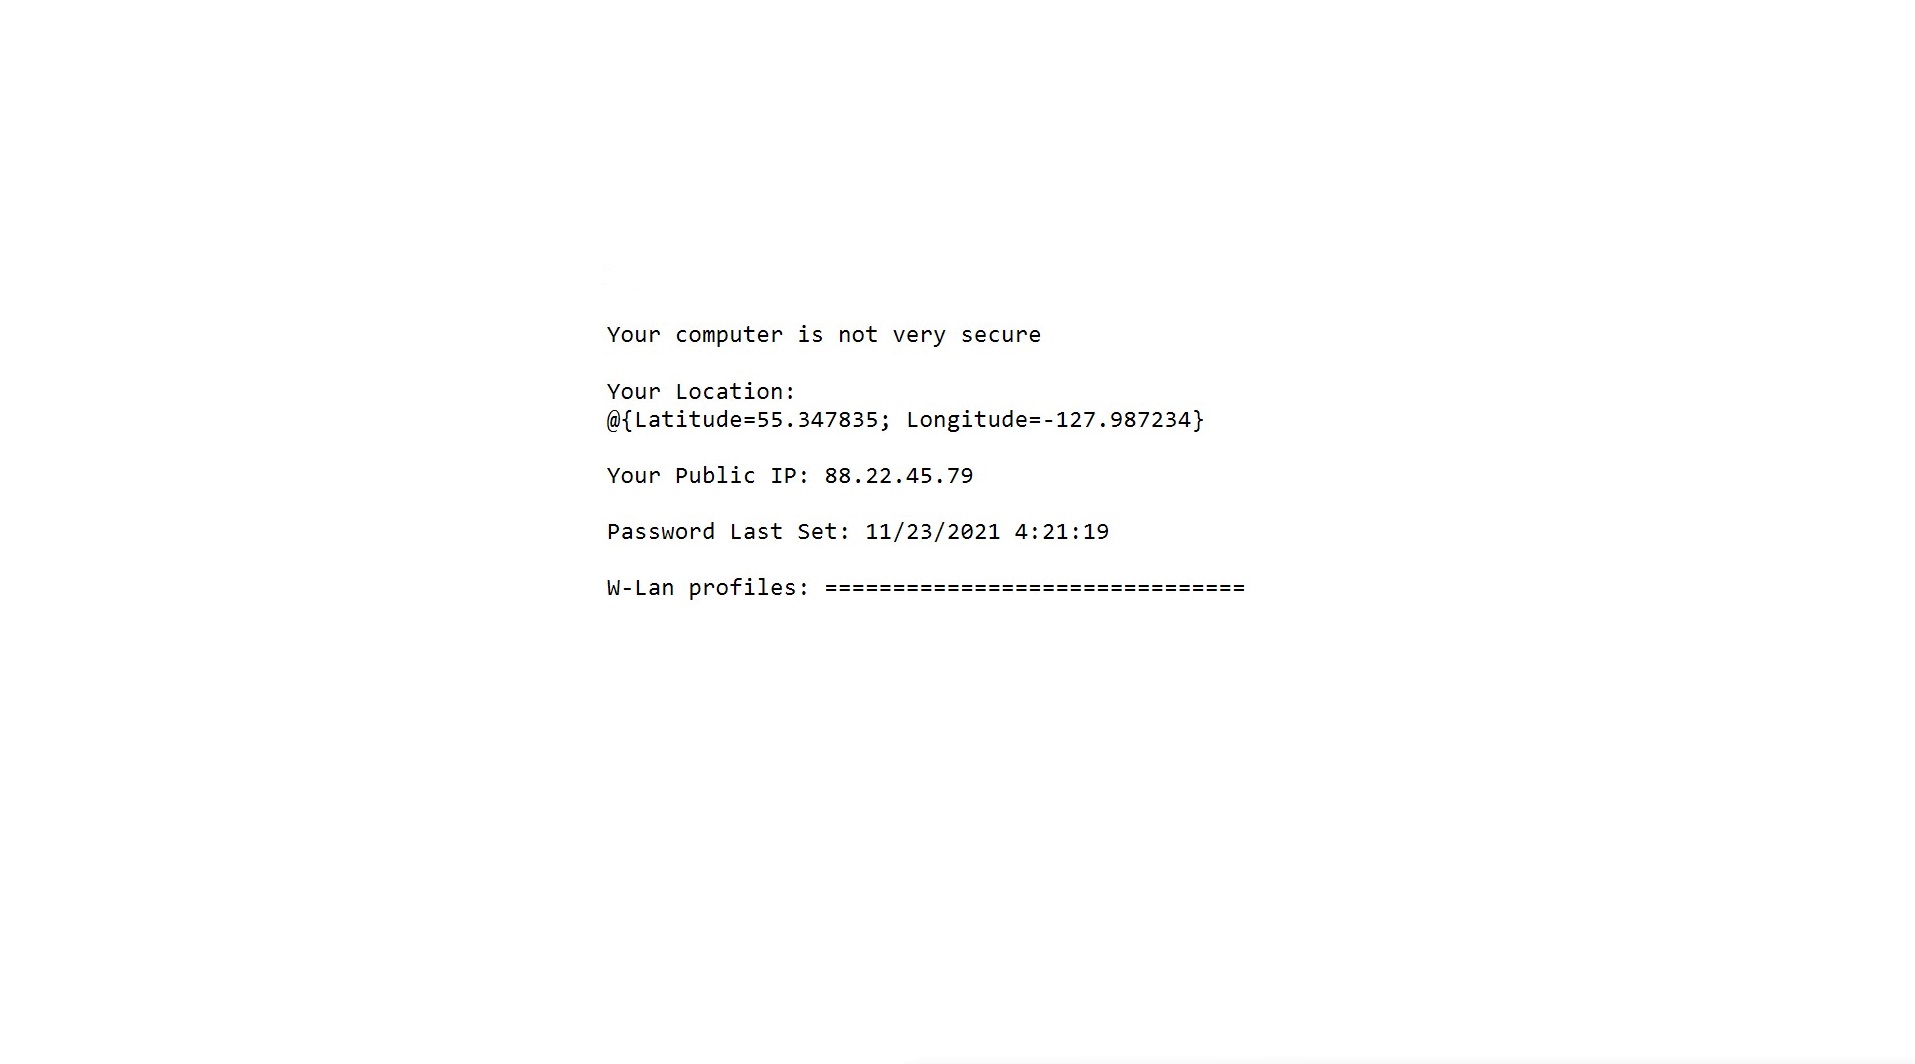 Your computer is not very secure
Your Location:
@{Latitude=55.347835; Longitude=-127.987234}
Your Public IP: 88.22.45.79
Password Last Set: 11/23/2021 4:21:19
W-Lan profiles: ===============================